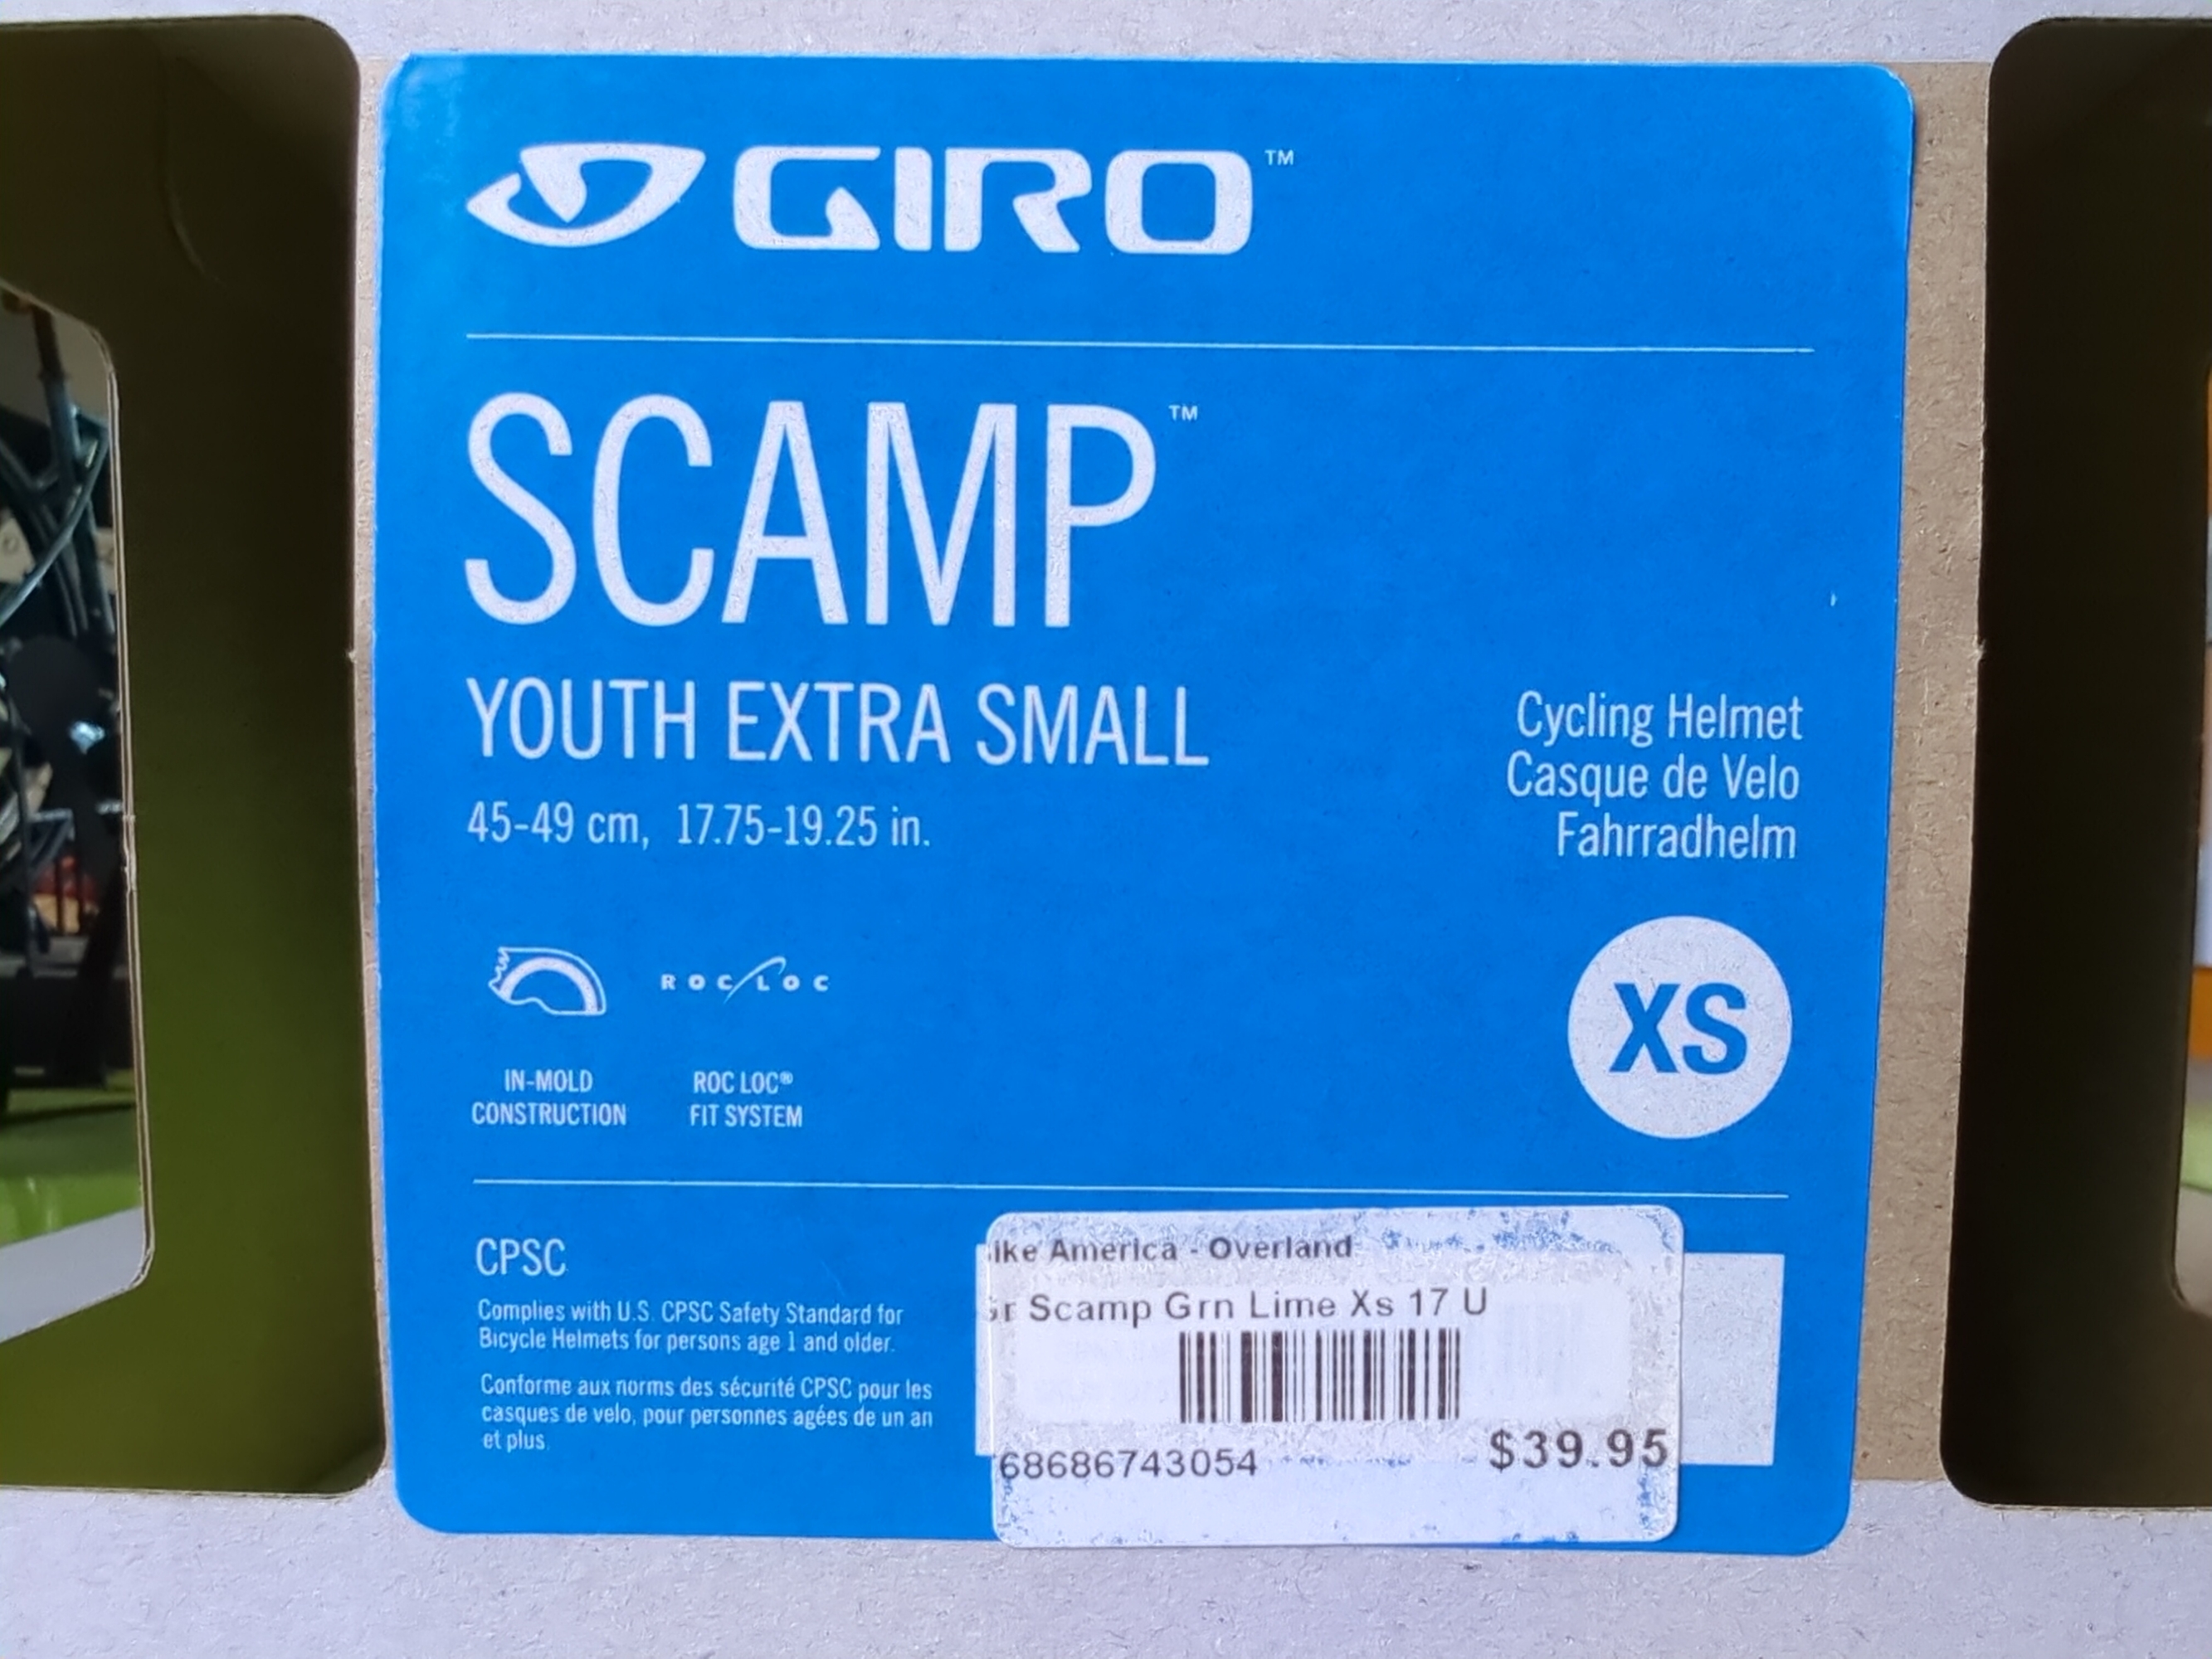 GIRO™
SCAMP™
YOUTH EXTRA SMALL
45-49 cm, 17.75-19.25 in.
Cycling Helmet
Casque de Velo
Fahrradhelm
ROC LOC
XS
IN-MOLD
CONSTRUCTION
ROC LOC®
FIT SYSTEM
CPSC
Complies with U.S. CPSC Safety Standard for
Bicycle Helmets for persons age 1 and older.
Conforme aux norms des sécurité CPSC pour les
casques de velo, pour personnes agées de un an
et plus.
ike America - Overland
r Scamp Grn Lime Xs 17 U
68686743054
$39.95